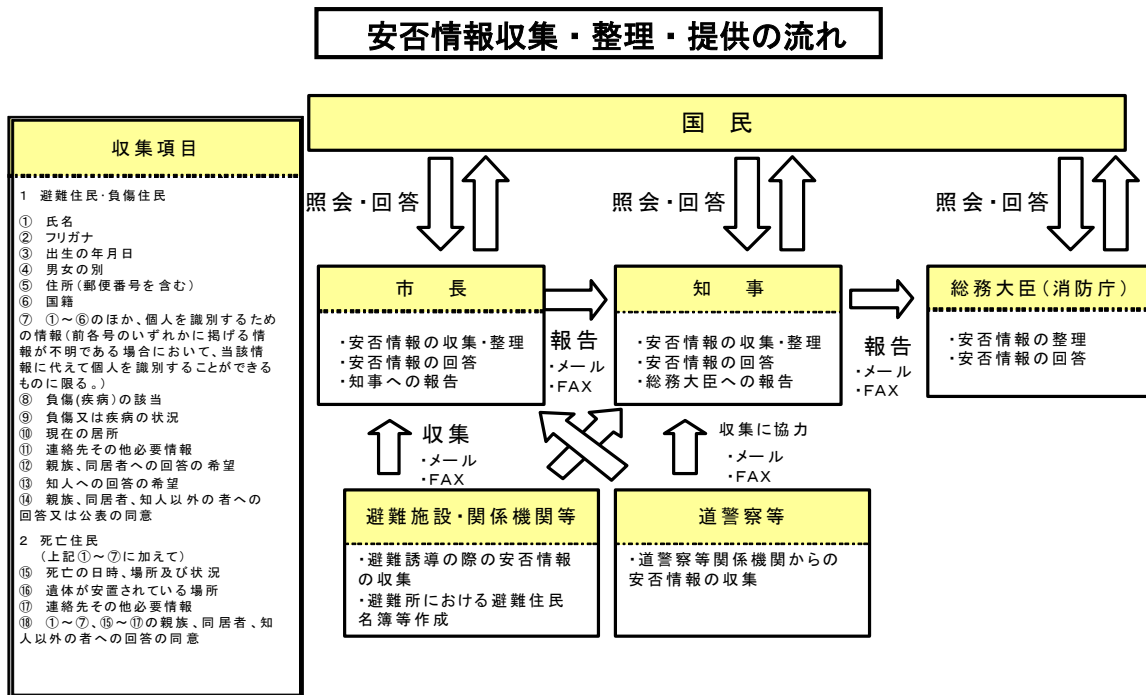 安否情報収集・整理・提供の流れ
収集項目
1 避難住民・負傷住民
① 氏名
② フリガナ
③ 出生の年月日
④ 男女の別
⑤ 住所(郵便番号を含む)
⑥ 国籍
⑦ ①～⑥のほか、個人を識別するため
の情報(前各号のいずれかに掲げる情
報が不明である場合において、当該情
報に代えて個人を識別することができる
ものに限る。)
⑧ 負傷(疾病)の該当
⑨ 負傷又は疾病の状況
⑩ 現在の居所
⑪ 連絡先その他必要情報
⑫ 親族、同居者への回答の希望
⑬ 知人への回答の希望
⑭ 親族、同居者、知人以外の者への
回答又は公表の同意
2 死亡住民
(上記①～⑦に加えて)
⑮ 死亡の日時、場所及び状況
⑯ 遺体が安置されている場所
⑰ 連絡先その他必要情報
⑱ ①～⑦、⑮～⑰の親族、同居者、知
人以外の者への回答の同意
国 民
照会・回答
照会・回答
照会・回答
市 長
・安否情報の収集・整理
・安否情報の回答
・知事への報告
報告
・メール
・FAX
知 事
・安否情報の収集・整理
・安否情報の回答
・総務大臣への報告
報告
・メール
・FAX
総務大臣(消防庁)
・安否情報の整理
・安否情報の回答
収集
・メール
・FAX
収集に協力
・メール
・FAX
避難施設・関係機関等
・避難誘導の際の安否情報
の収集
・避難所における避難住民
名簿等作成
道警察等
・道警察等関係機関からの
安否情報の収集